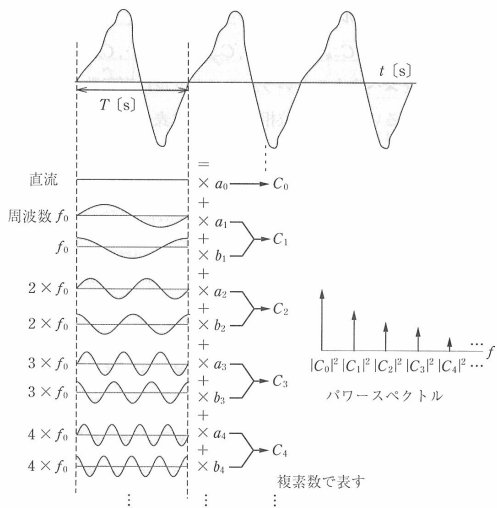 t〔s〕
T〔s〕
=
直流 × a₀ → C₀
+
周波数 f₀ × a₁
+ C₁
f₀ × b₁
+
2 × f₀ × a₂
+ C₂
2 × f₀ × b₂
+
3 × f₀ × a₃
+ C₃
3 × f₀ × b₃
+
4 × f₀ × a₄
+ C₄
4 × f₀ × b₄
⋮ ⋮ ⋮
複素数で表す
… f
|C₀|² |C₁|² |C₂|² |C₃|² |C₄|² …
パワースペクトル